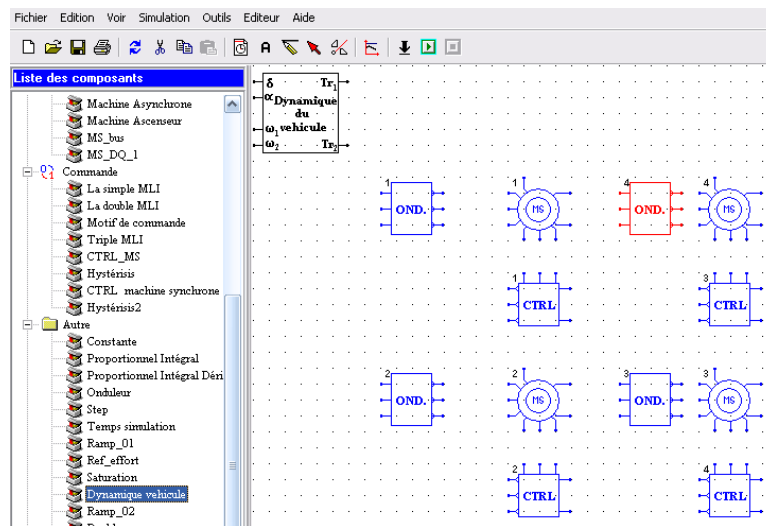 Fichier Edition Voir Simulation Outils Editeur Aide
A
Liste des composants
Machine Asynchrone
Machine Ascenseur
MS_bus
MS_DQ_1
Commande
La simple MLI
La double MLI
Motif de commande
Triple MLI
CTRL_MS
Hystérisis
CTRL machine synchrone
Hystérisis2
Autre
Constante
Proportionnel Intégral
Proportionnel Intégral Déri
Onduleur
Step
Temps simulation
Ramp_01
Ref_effort
Saturation
Dynamique vehicule
Ramp_02
δ Tr1
α Dynamique
du
ω1 vehicule
ω2 Tr2
1 1 4 4
OND. MS OND. MS
1 3
CTRL CTRL
2 2 3 3
OND. MS OND. MS
2 4
CTRL CTRL